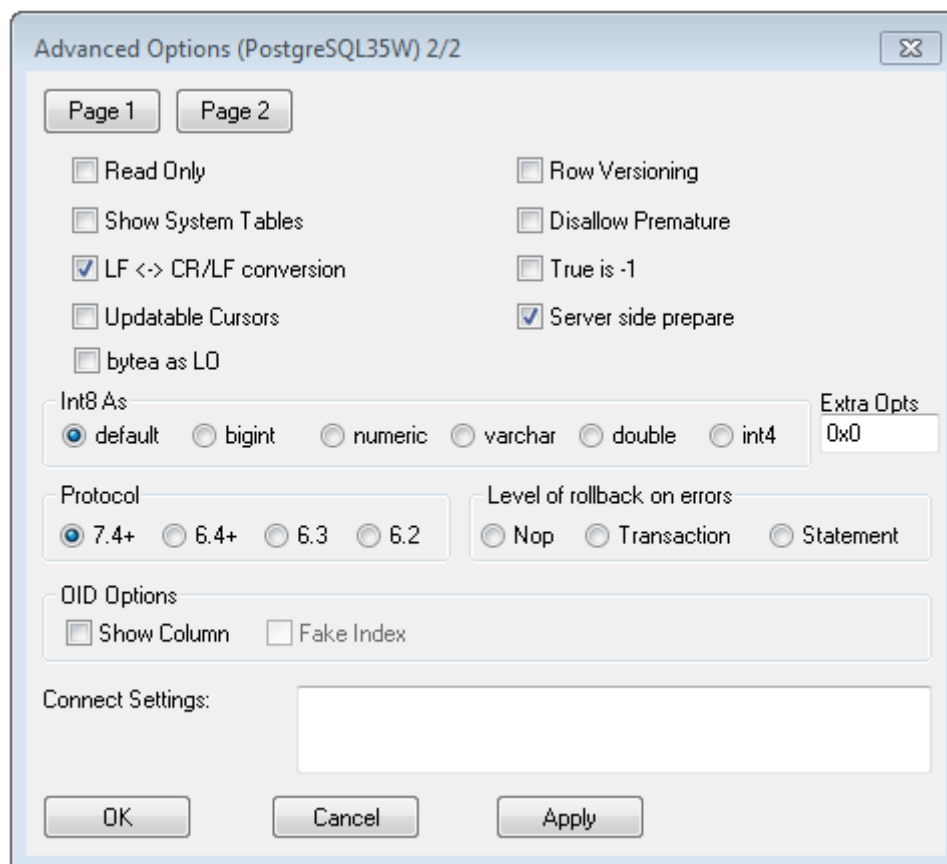 Advanced Options (PostgreSQL35W) 2/2
Page 1 Page 2
Read Only Row Versioning
Show System Tables Disallow Premature
LF <-> CR/LF conversion True is -1
Updatable Cursors Server side prepare
bytea as LO
Int8 As Extra Opts
default bigint numeric varchar double int4 0x0
Protocol Level of rollback on errors
7.4+ 6.4+ 6.3 6.2 Nop Transaction Statement
OID Options
Show Column Fake Index
Connect Settings:
OK Cancel Apply